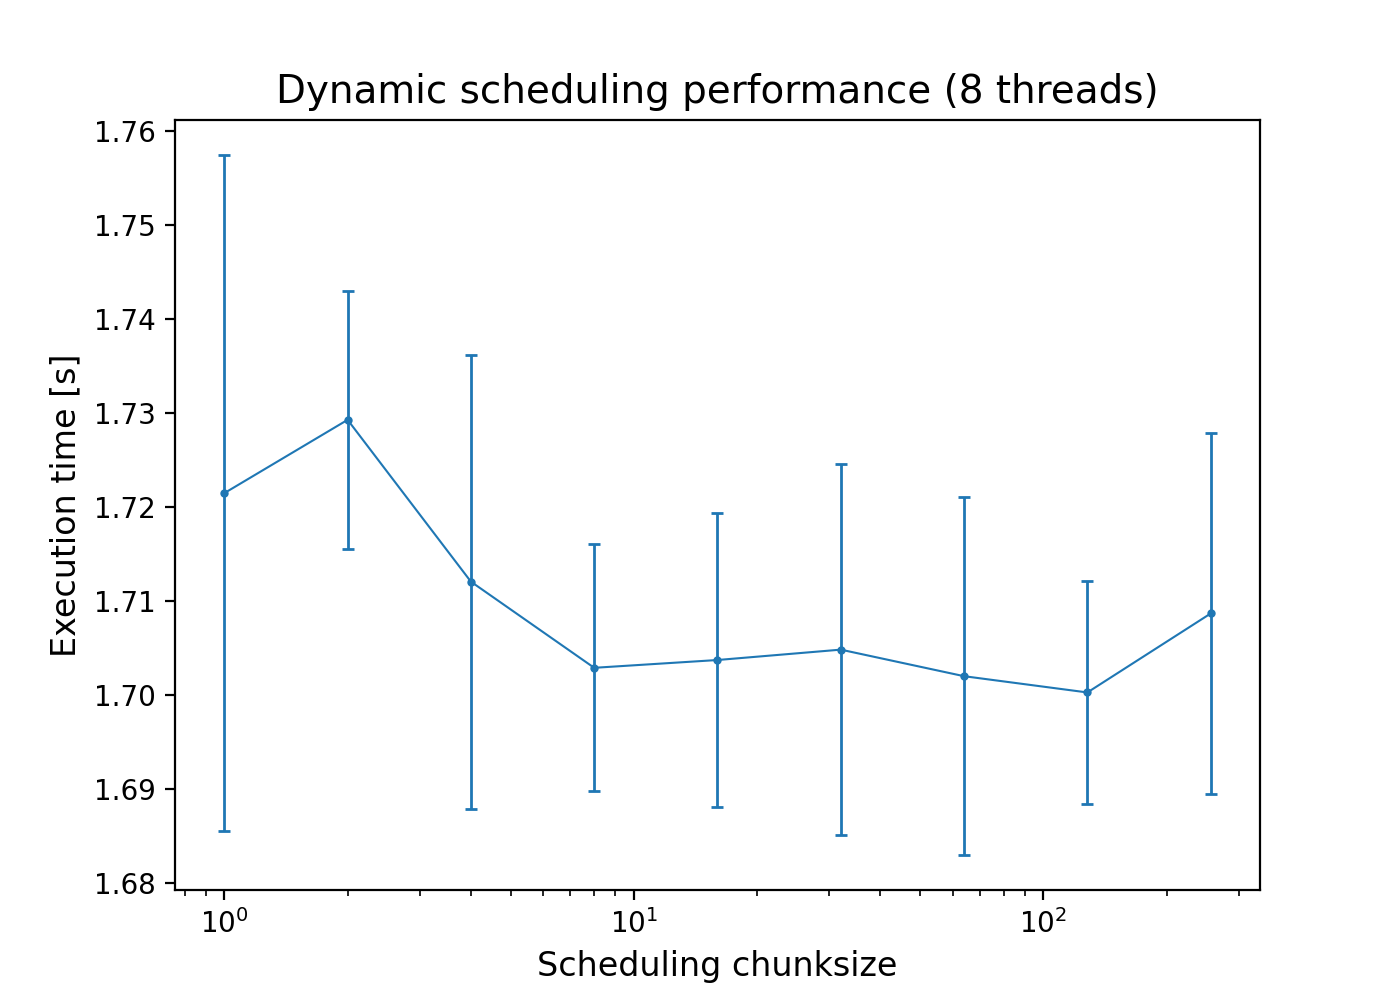 Dynamic scheduling performance (8 threads)
1.76
1.75
1.74
1.73
1.72
1.71
1.70
1.69
1.68
Execution time [s]
10⁰ 10¹ 10²
Scheduling chunksize